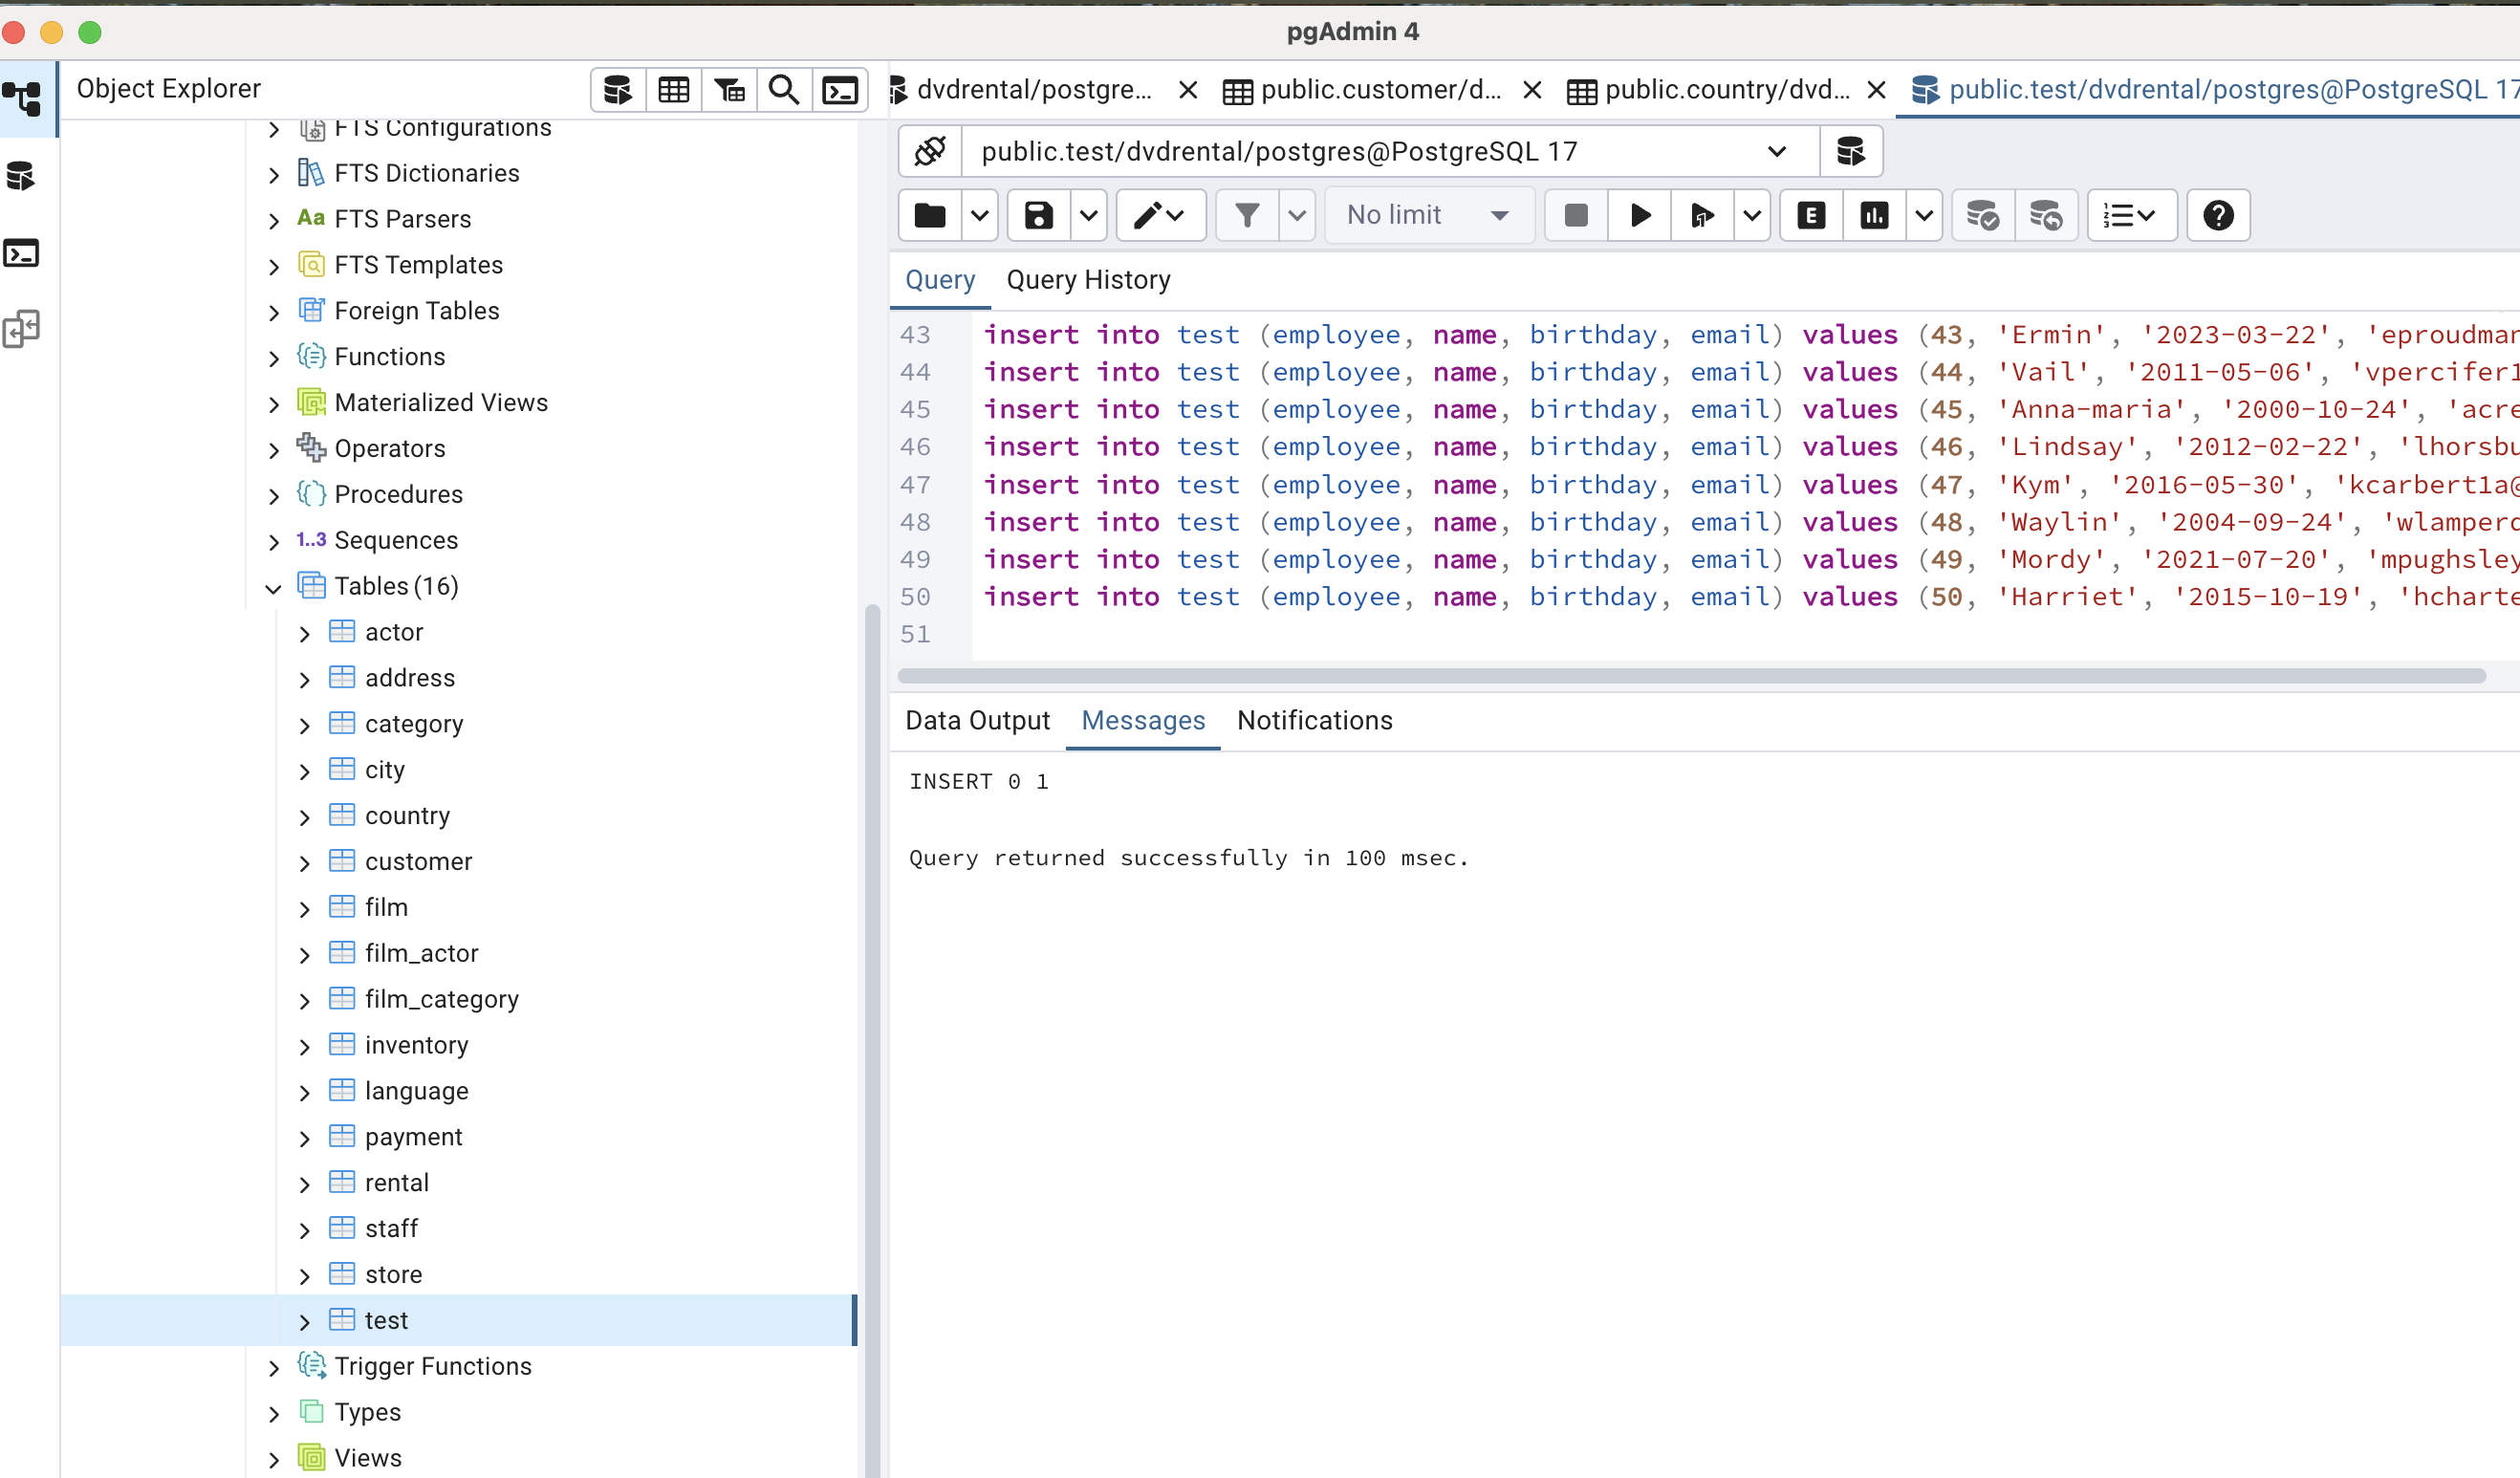 pgAdmin 4
Object Explorer
FTS Configurations
FTS Dictionaries
Aa FTS Parsers
FTS Templates
Foreign Tables
Functions
Materialized Views
Operators
Procedures
1..3 Sequences
Tables (16)
actor
address
category
city
country
customer
film
film_actor
film_category
inventory
language
payment
rental
staff
store
test
Trigger Functions
Types
Views
dvdrental/postgre... public.customer/d... public.country/dvd... public.test/dvdrental/postgres@PostgreSQL 17
public.test/dvdrental/postgres@PostgreSQL 17
No limit E
Query Query History
43 insert into test (employee, name, birthday, email) values (43, 'Ermin', '2023-03-22', 'eproudman
44 insert into test (employee, name, birthday, email) values (44, 'Vail', '2011-05-06', 'vpercifer1
45 insert into test (employee, name, birthday, email) values (45, 'Anna-maria', '2000-10-24', 'acre
46 insert into test (employee, name, birthday, email) values (46, 'Lindsay', '2012-02-22', 'lhorsbu
47 insert into test (employee, name, birthday, email) values (47, 'Kym', '2016-05-30', 'kcarbert1a@
48 insert into test (employee, name, birthday, email) values (48, 'Waylin', '2004-09-24', 'wlamperd
49 insert into test (employee, name, birthday, email) values (49, 'Mordy', '2021-07-20', 'mpughsley
50 insert into test (employee, name, birthday, email) values (50, 'Harriet', '2015-10-19', 'hcharte
51
Data Output Messages Notifications
INSERT 0 1
Query returned successfully in 100 msec.